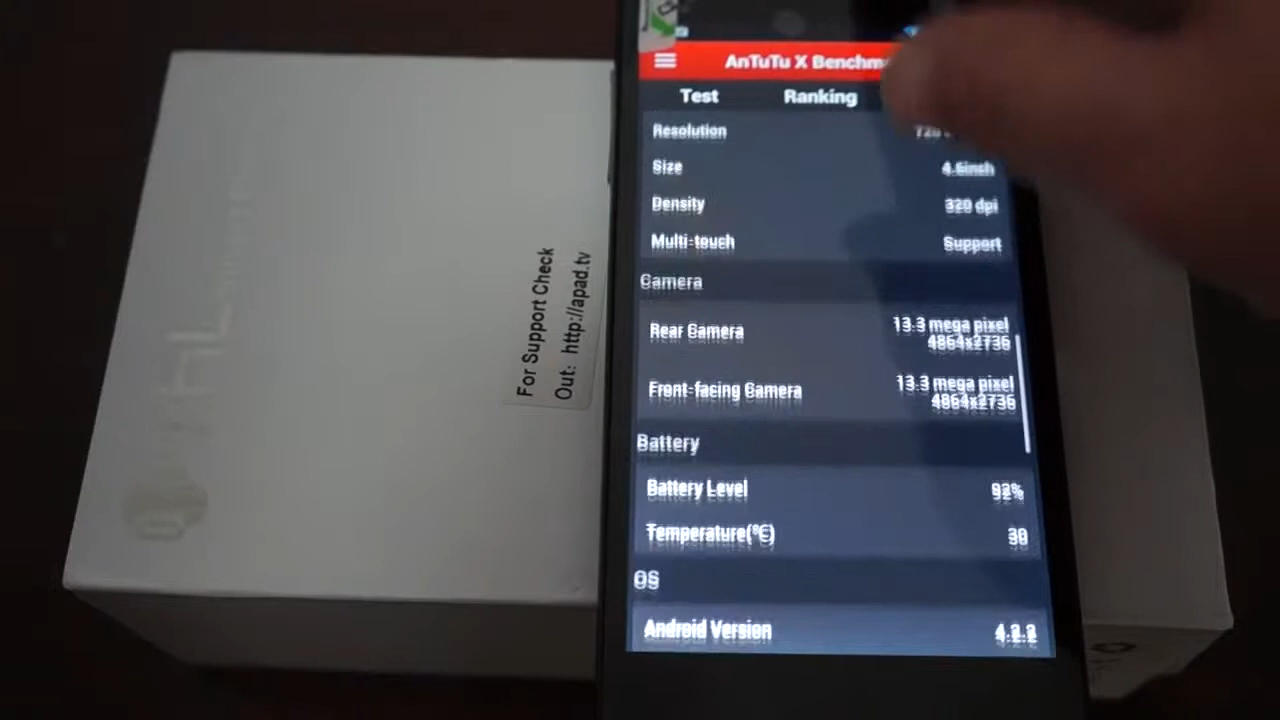 AnTuTu X Benchm
Test Ranking
Resolution 720
Size 4.6inch
Density 320 dpi
Multi-touch Support
Camera
Rear Camera 13.3 mega pixel
4864x2736
Front-facing Camera 13.3 mega pixel
4864x2736
Battery
Battery Level 92%
Temperature(°C) 30
OS
Android Version 4.2.2
For Support Check
Out: http://apad.tv